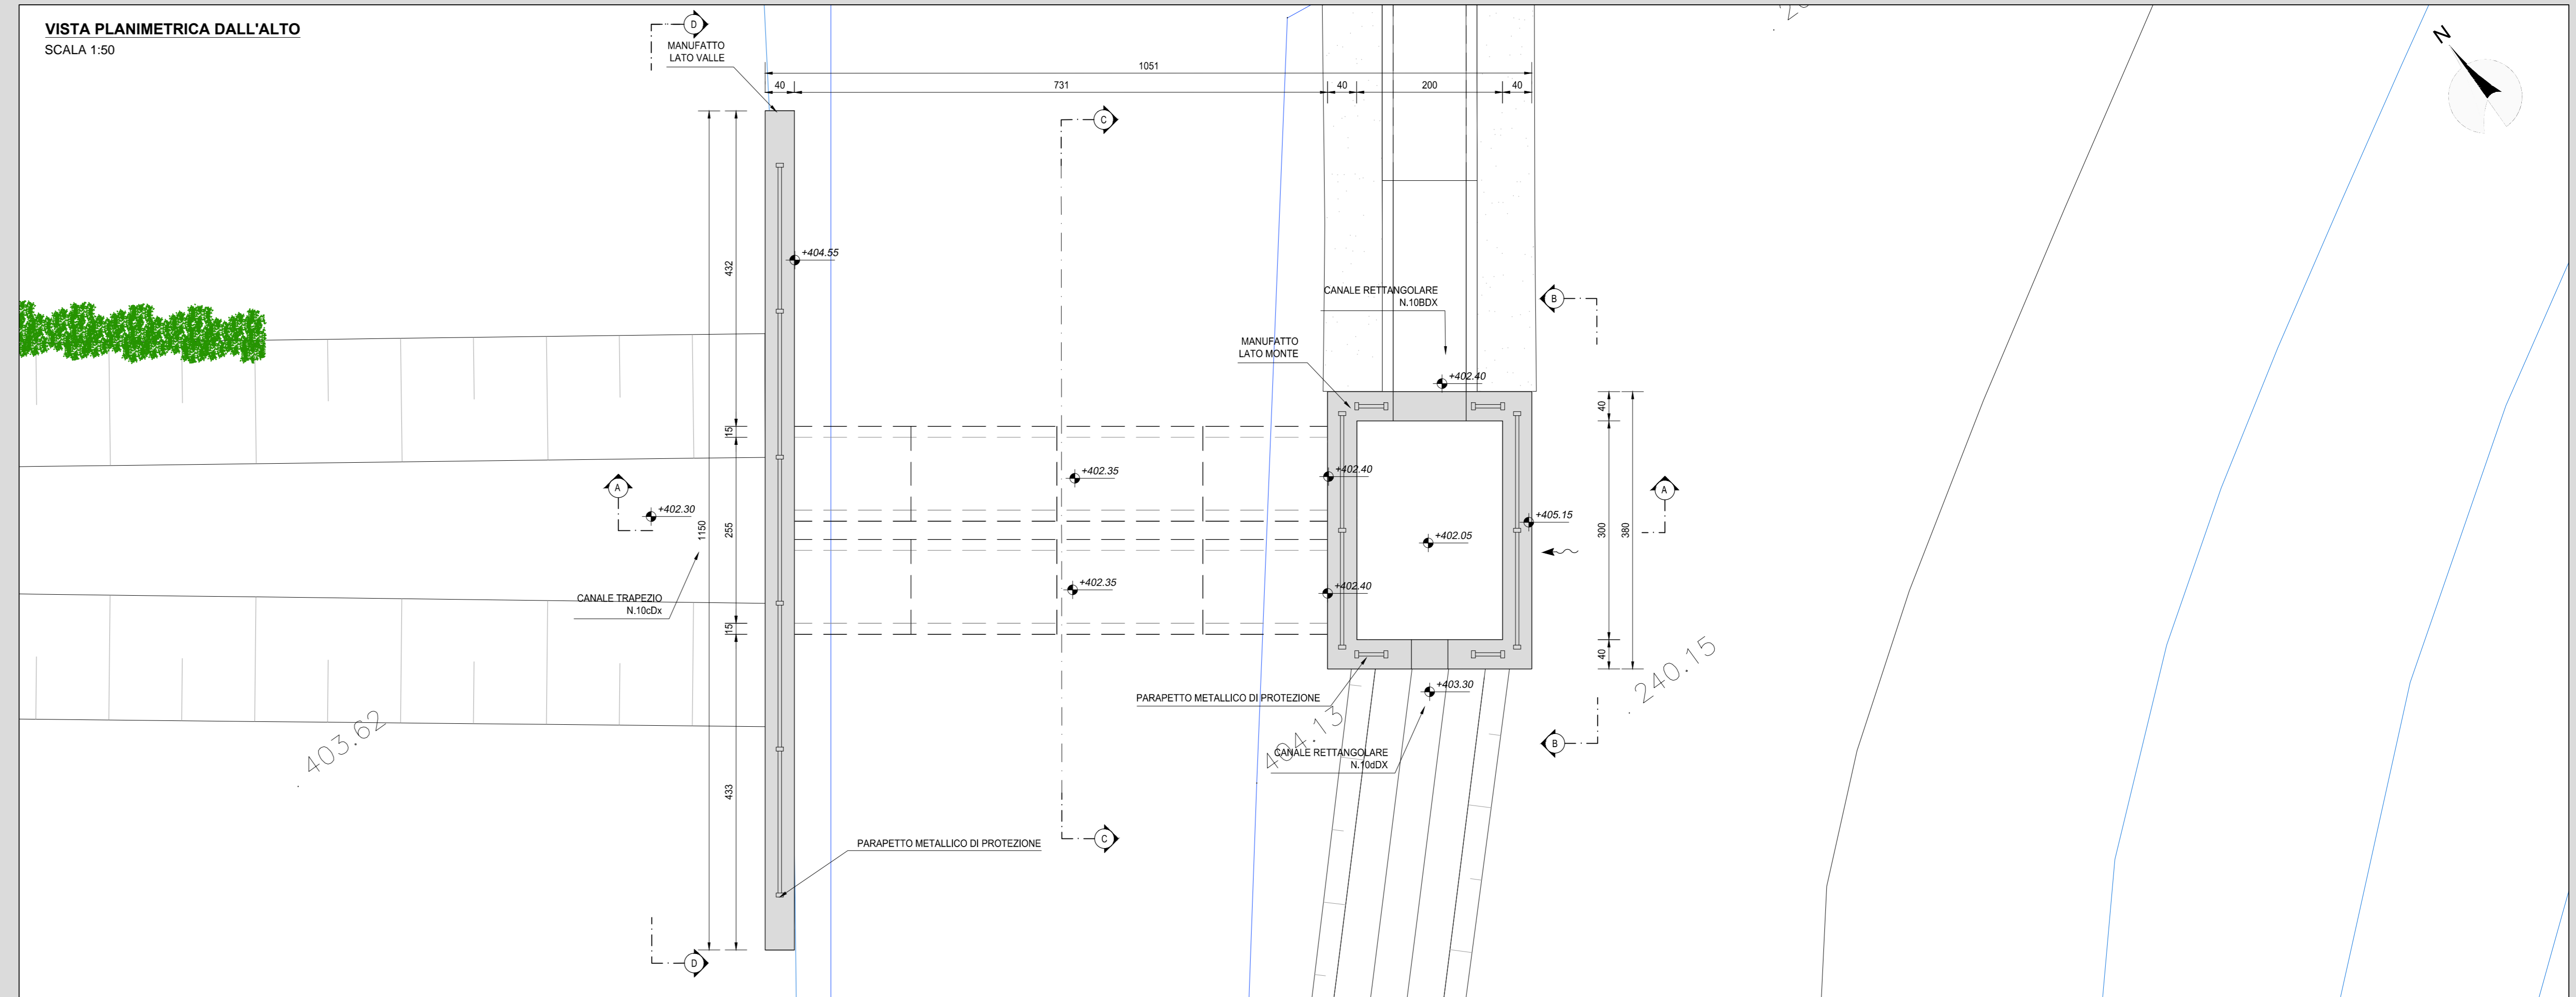 VISTA PLANIMETRICA DALL'ALTO
SCALA 1:50
D
MANUFATTO
LATO VALLE
1051
40
731
40
200
40
N
C
432
+404.55
CANALE RETTANGOLARE
N.10BDX
B
MANUFATTO
LATO MONTE
+402.40
40
15
+402.35
+402.40
A
A
+402.30
1150
255
+405.15
300
380
+402.05
+402.35
+402.40
CANALE TRAPEZIO
N.10cDx
15
40
PARAPETTO METALLICO DI PROTEZIONE
+403.30
240.15
403.62
404.13
CANALE RETTANGOLARE
N.10dDX
B
433
C
PARAPETTO METALLICO DI PROTEZIONE
D